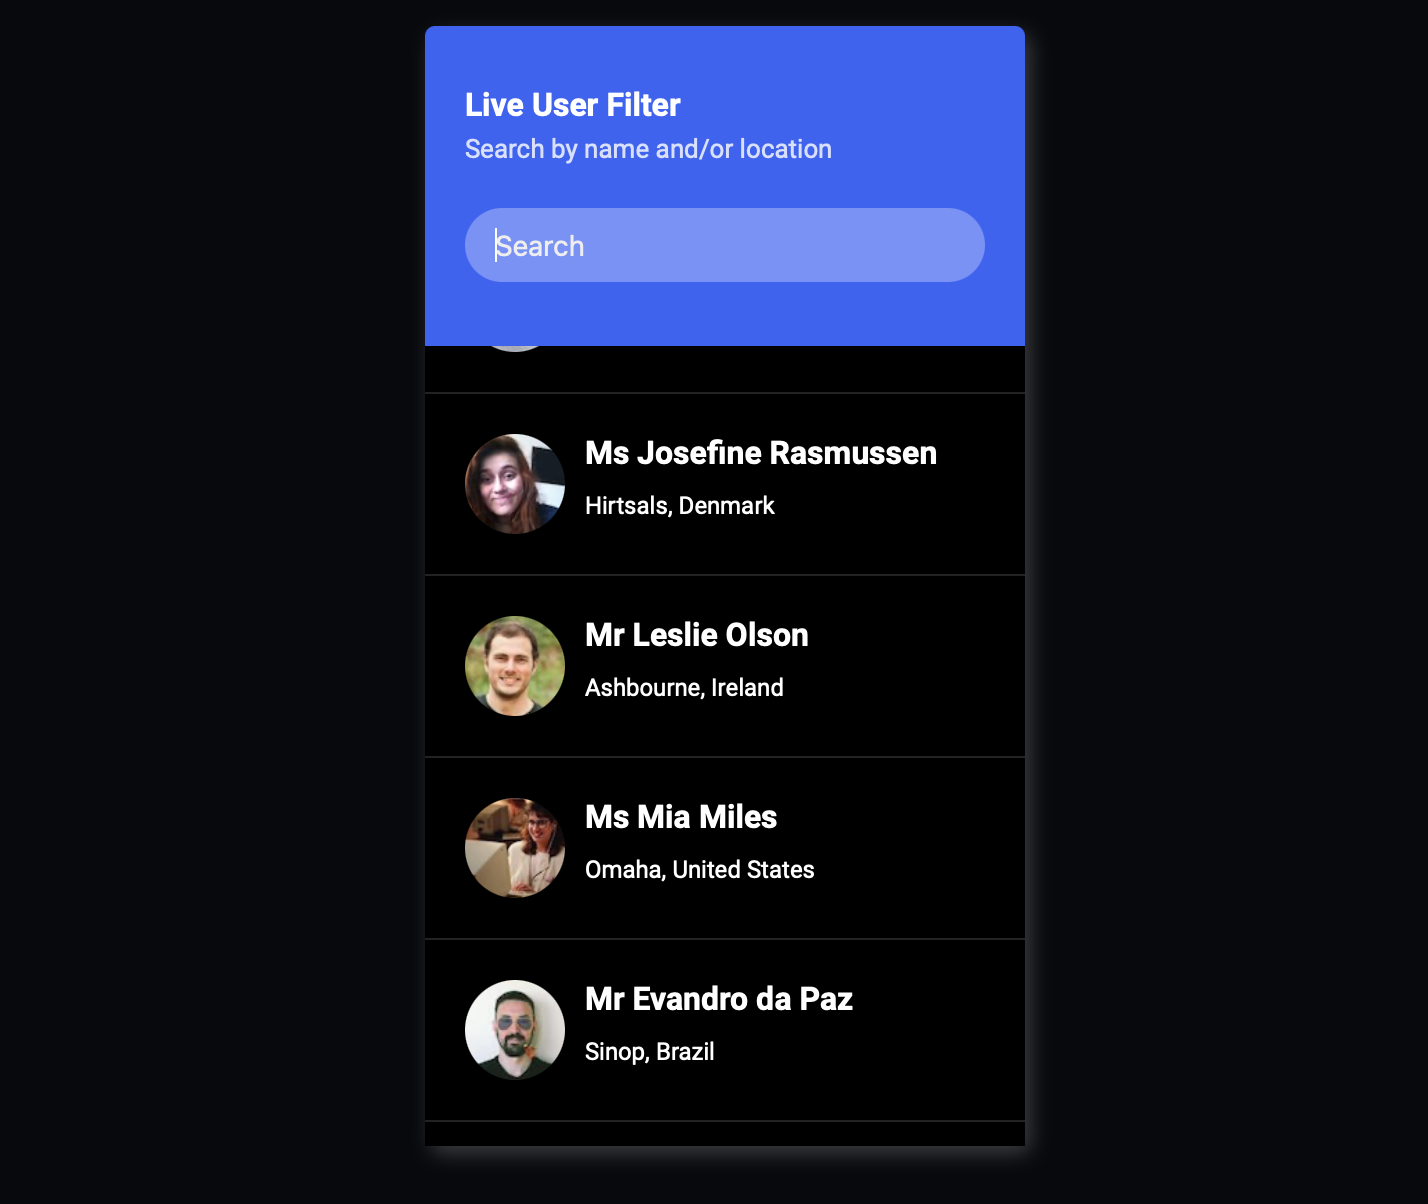 Live User Filter
Search by name and/or location
Search
Ms Josefine Rasmussen
Hirtsals, Denmark
Mr Leslie Olson
Ashbourne, Ireland
Ms Mia Miles
Omaha, United States
Mr Evandro da Paz
Sinop, Brazil